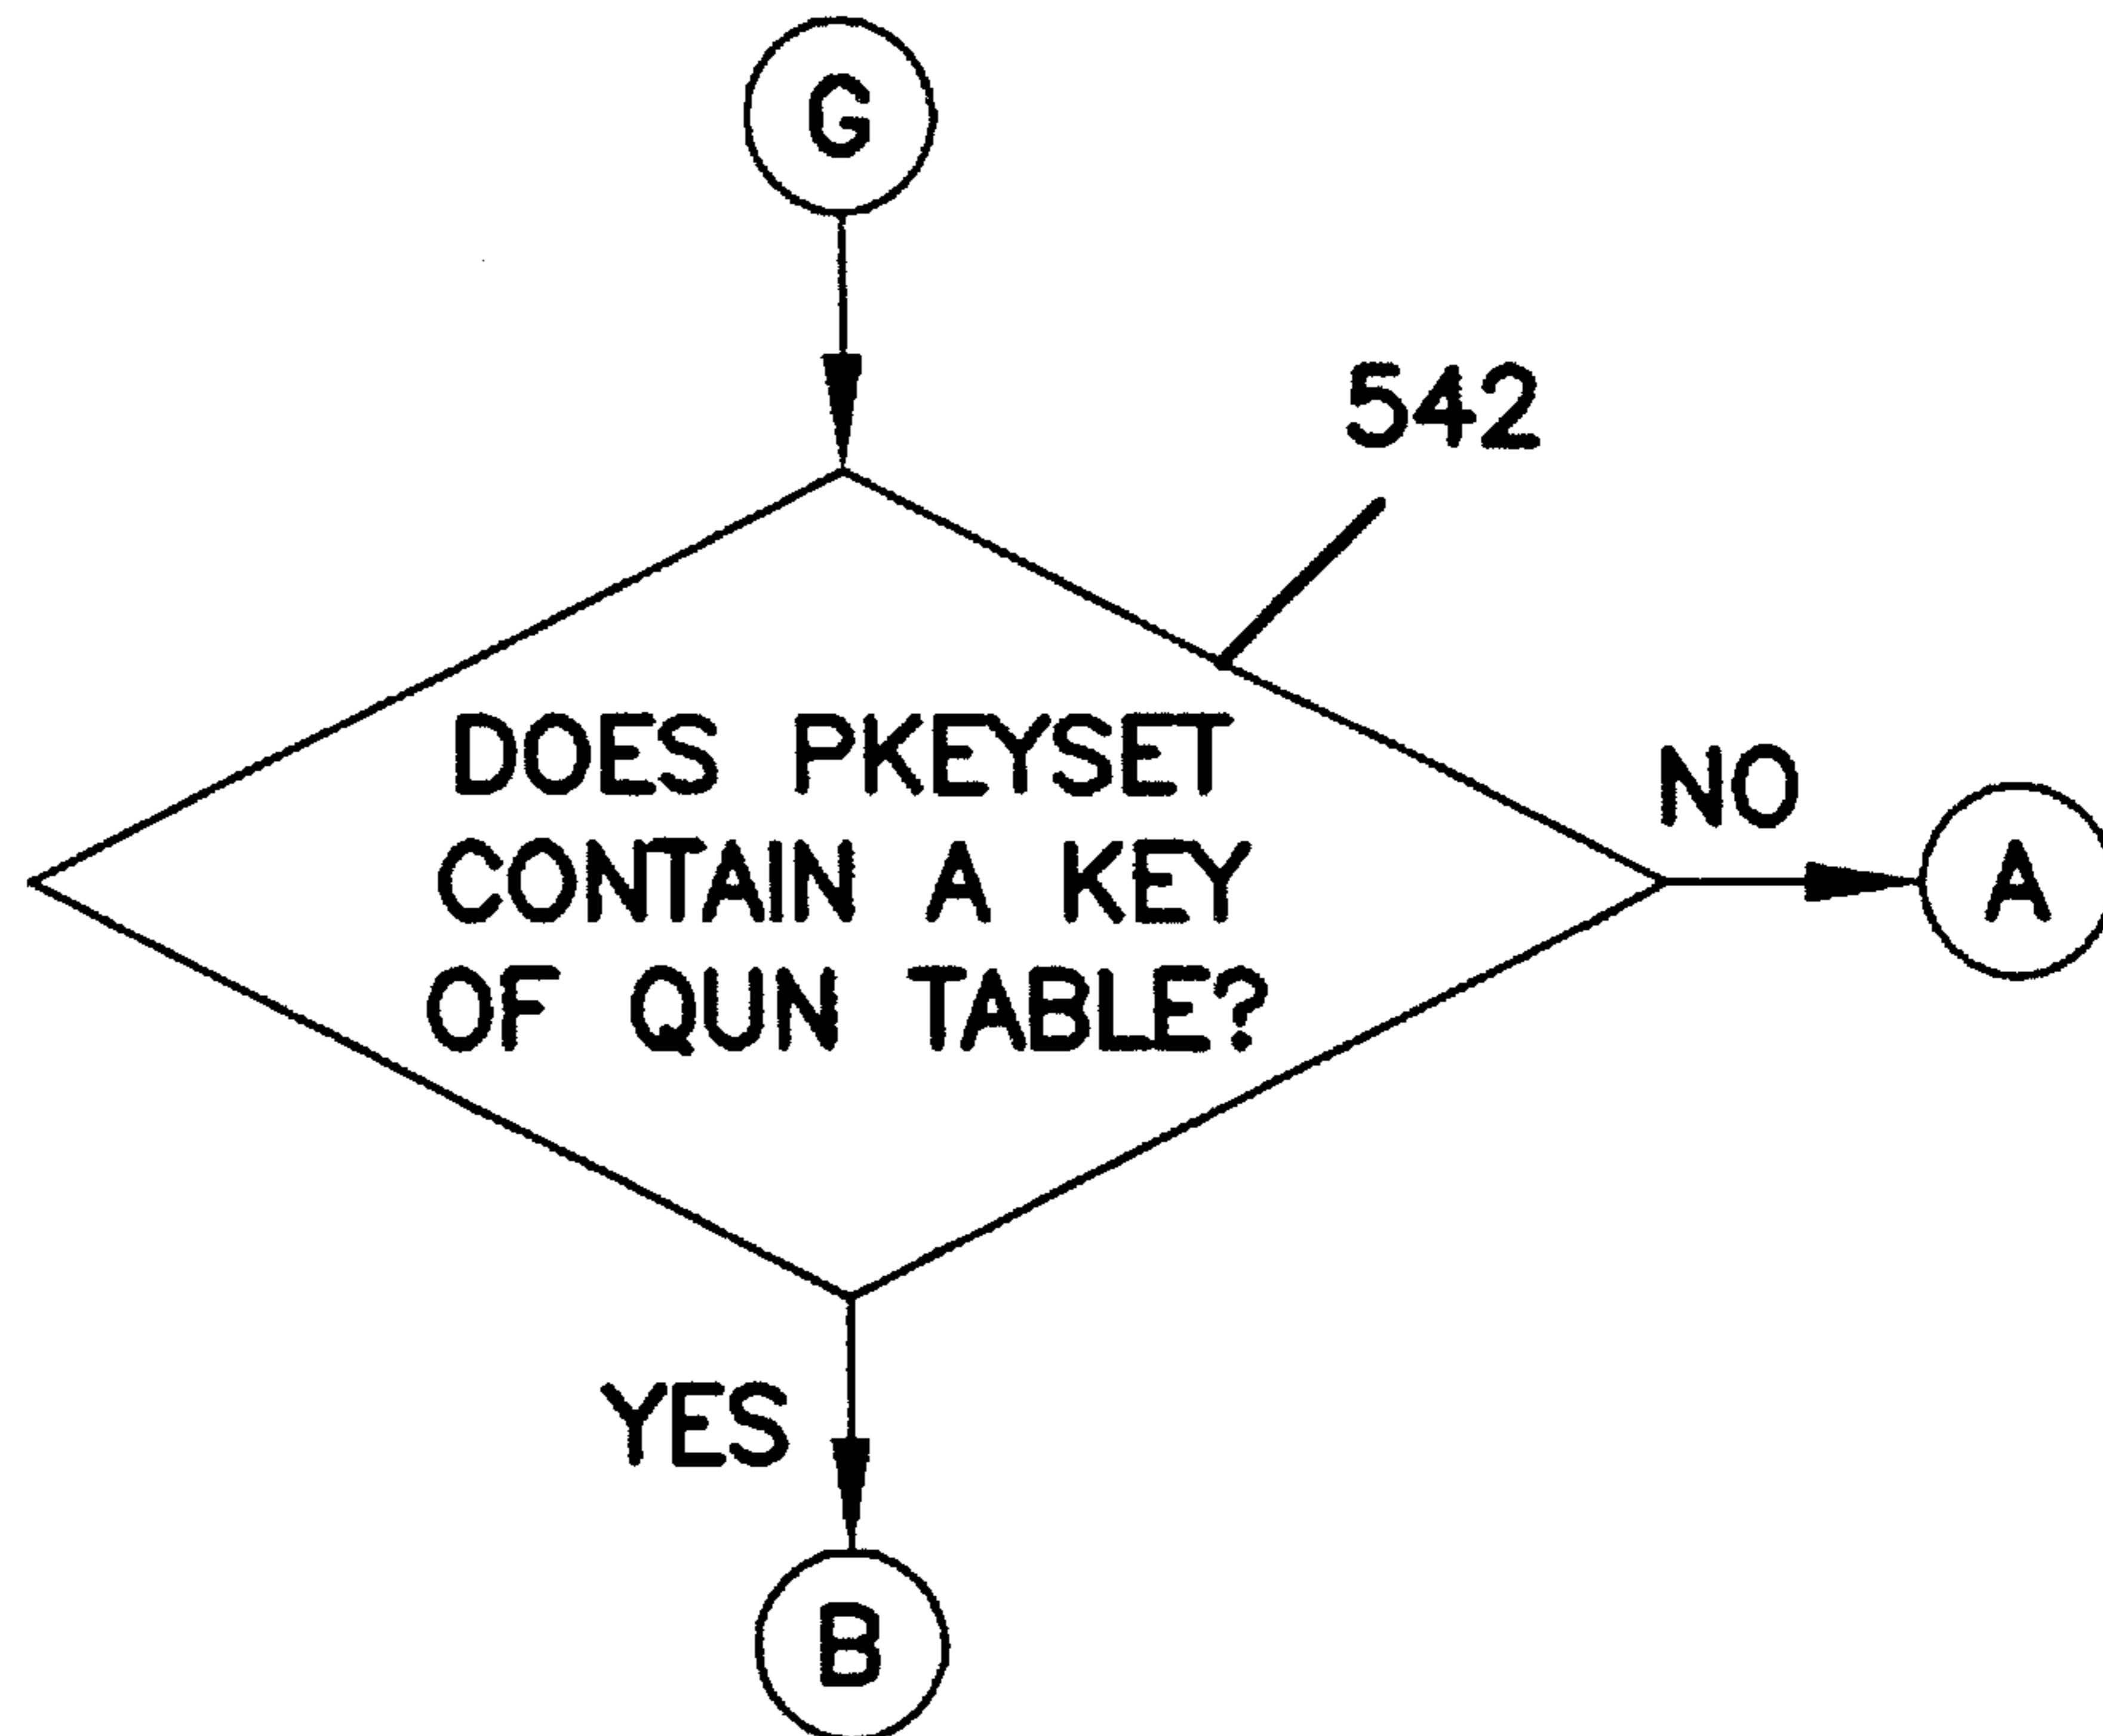 G
542
DOES PKEYSET
CONTAIN A KEY
OF QUN TABLE?
NO
A
YES
B